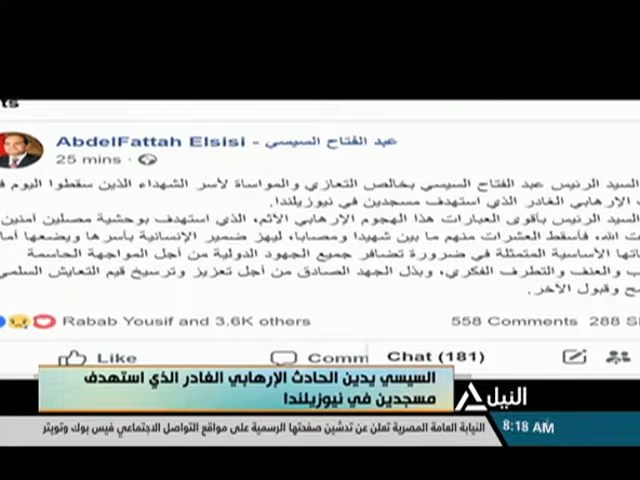 AbdelFattah Elsisi - عبد الفتاح السيسي
25 mins ·
السيد الرئيس عبد الفتاح السيسي بخالص التعازي والمواساة لأسر الشهداء الذين سقطوا اليوم
الإرهابي الغادر الذي استهدف مسجدين في نيوزيلندا.
السيد الرئيس بأقوى العبارات هذا الهجوم الإرهابي الآثم، الذي استهدف بوحشية مصلين آمنين
الله، فأسقط العشرات منهم ما بين شهيدا ومصابا، ليهز ضمير الإنسانية بأسرها ويضعها
الأساسية المتمثلة في ضرورة تضافر جميع الجهود الدولية من أجل المواجهة الحاسمة
والعنف والتطرف الفكري، وبذل الجهد الصادق من أجل تعزيز وترسيخ قيم التعايش السلمي
وقبول الآخر.
Rababb Yousif and 3.6K others 558 Comments 288
Like Comm Chat (181)
السيسي يدين الحادث الإرهابي الغادر الذي استهدف
مسجدين في نيوزيلندا
النيل
8:18 AM
النيابة العامة المصرية تعلن عن تدشين صفحتها الرسمية على مواقع التواصل الاجتماعي فيس بوك وتويتر